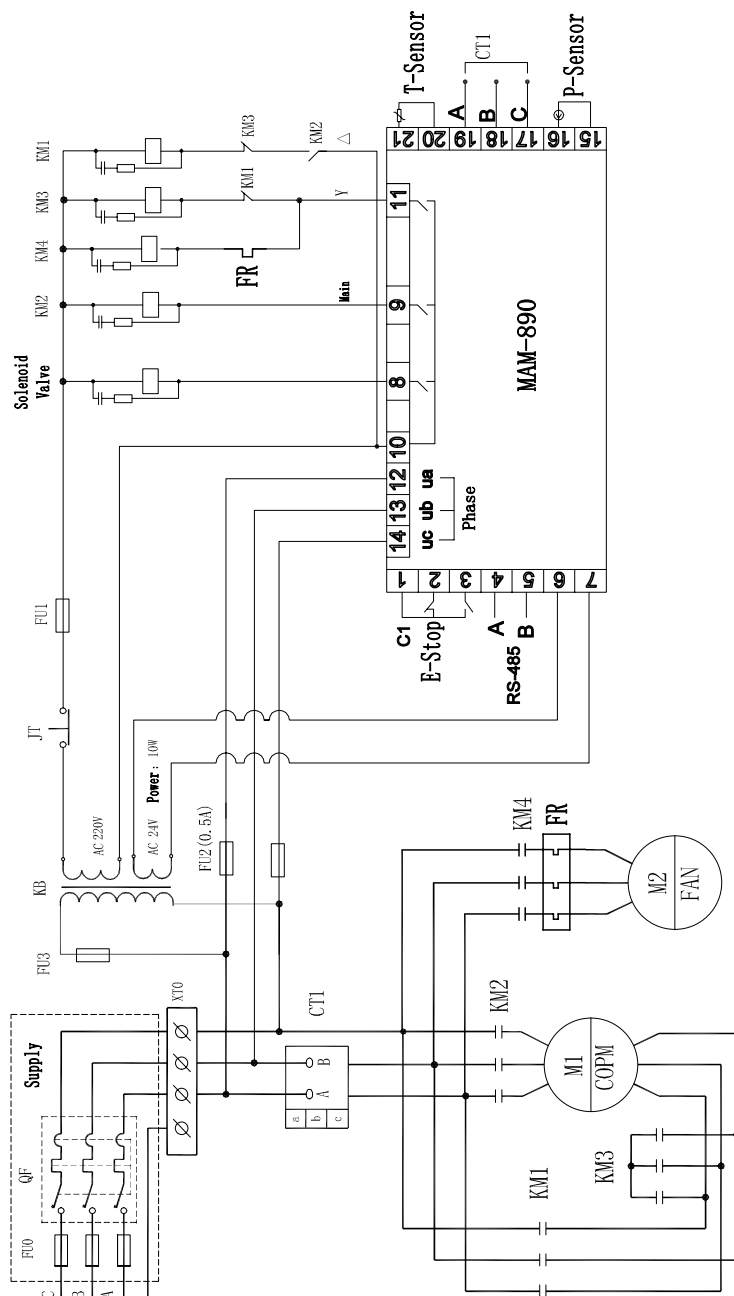 T-Sensor
CT1
P-Sensor
A
B
C
21
20
19
18
17
16
15
KM1
KM3
KM2
△
KM3
KM1
Y
KM4
FR
KM2
Main
Solenoid
Valve
11
9
8
10
12
13
14
ua
ub
uc
Phase
MAM-890
1
2
3
4
5
6
7
C1
E-Stop
A
B
RS-485
FU1
JT
AC 220V
AC 24V
Power: 10W
KB
FU2(0.5A)
FU3
XT0
Supply
QF
FU0
C
B
A
CT1
A
B
a
b
c
KM2
KM4
FR
M2
FAN
M1
COPM
KM1
KM3